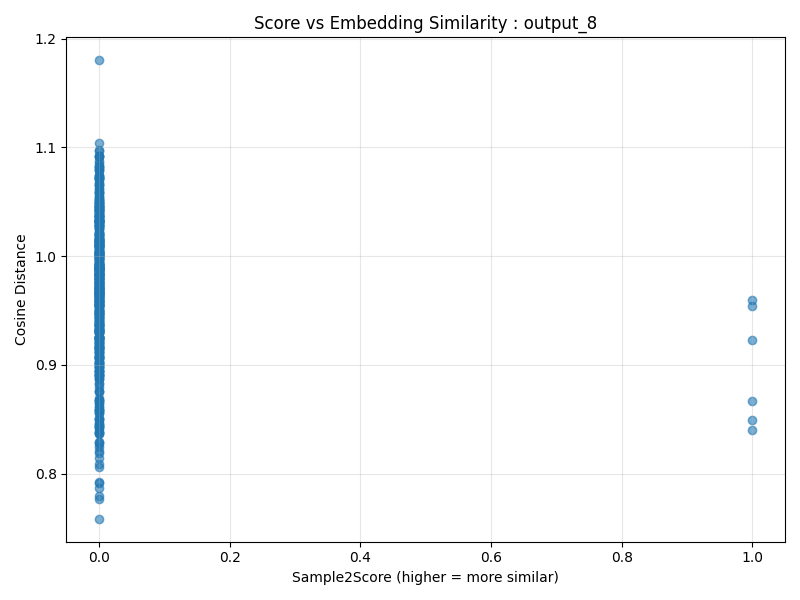 Score vs Embedding Similarity : output_8
1.2
1.1
1.0
0.9
0.8
Cosine Distance
0.0 0.2 0.4 0.6 0.8 1.0
Sample2Score (higher = more similar)